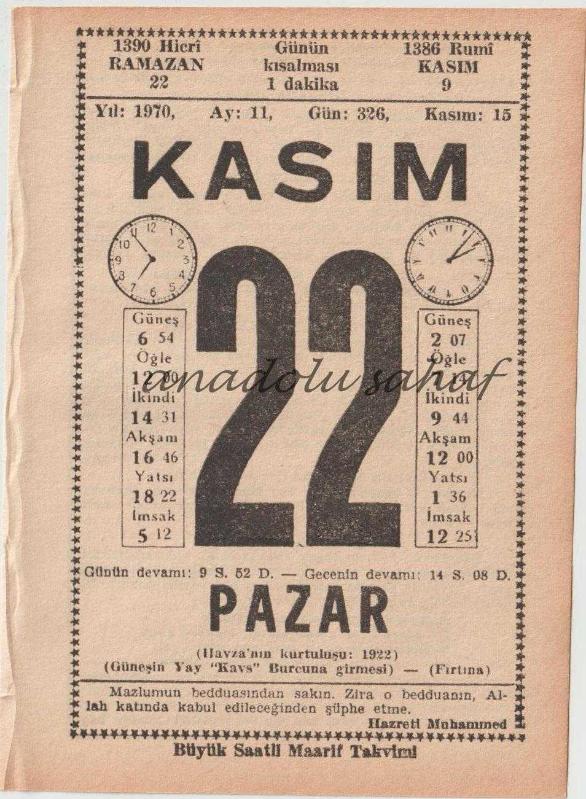 1390 Hicrî Günün 1386 Rumî
RAMAZAN kısalması KASIM
22 1 dakika 9
Yıl: 1970, Ay: 11, Gün: 326, Kasım: 15
KASIM
22
Güneş
6 54
Öğle
12 00
İkindi
14 31
Akşam
16 46
Yatsı
18 22
İmsak
5 12
Güneş
2 07
Öğle
İkindi
9 44
Akşam
12 00
Yatsı
1 36
İmsak
12 25
anadolu sahaf
Günün devamı: 9 S. 52 D. — Gecenin devamı: 14 S. 08 D.
PAZAR
(Havza'nın kurtuluşu: 1922)
(Güneşin Yay "Kavs" Burcuna girmesi) — (Fırtına)
Mazlumun bedduasından sakın. Zira o bedduanın, Al-
lah katında kabul edileceğinden şüphe etme.
Hazreti Muhammed
Büyük Saatli Maarif Takvimi